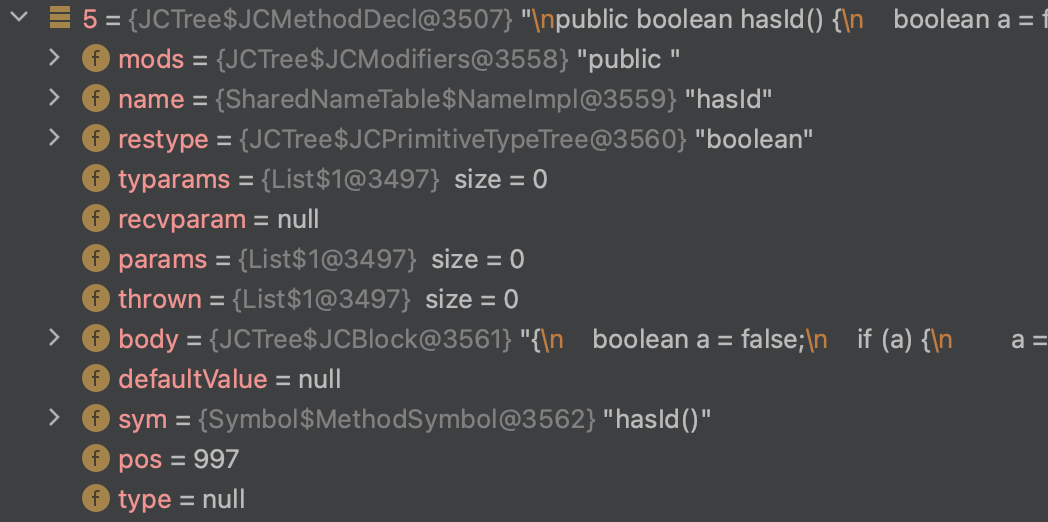 5 = {JCTree$JCMethodDecl@3507} "\npublic boolean hasId() {\n    boolean a = f
f mods = {JCTree$JCModifiers@3558} "public "
f name = {SharedNameTable$NameImpl@3559} "hasId"
f restype = {JCTree$JCPrimitiveTypeTree@3560} "boolean"
f typarams = {List$1@3497}  size = 0
f recvparam = null
f params = {List$1@3497}  size = 0
f thrown = {List$1@3497}  size = 0
f body = {JCTree$JCBlock@3561} "{\n    boolean a = false;\n    if (a) {\n        a =
f defaultValue = null
f sym = {Symbol$MethodSymbol@3562} "hasId()"
f pos = 997
f type = null